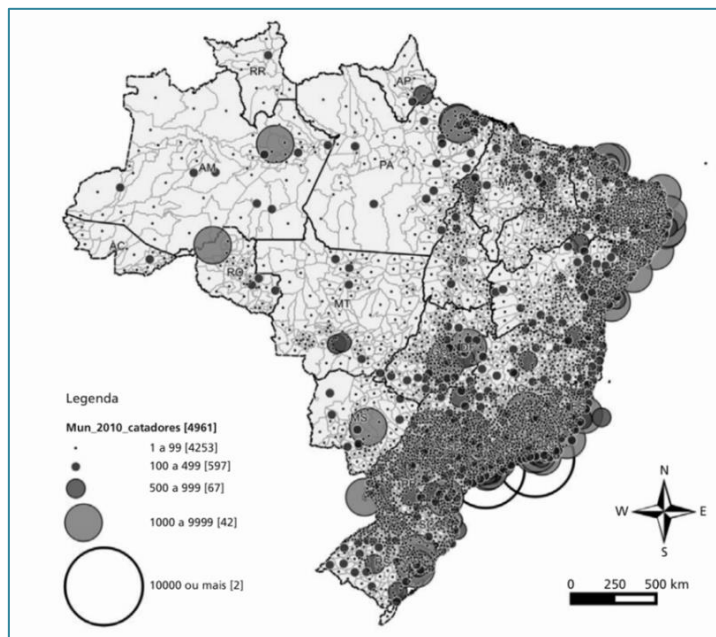 RR
AP
AM
PA
MA
AC
RO
MT
Legenda
Mun_2010_catadores [4961]
1 a 99 [4253]
100 a 499 [597]
500 a 999 [67]
1000 a 9999 [42]
10000 ou mais [2]
N
W E
S
0 250 500 km